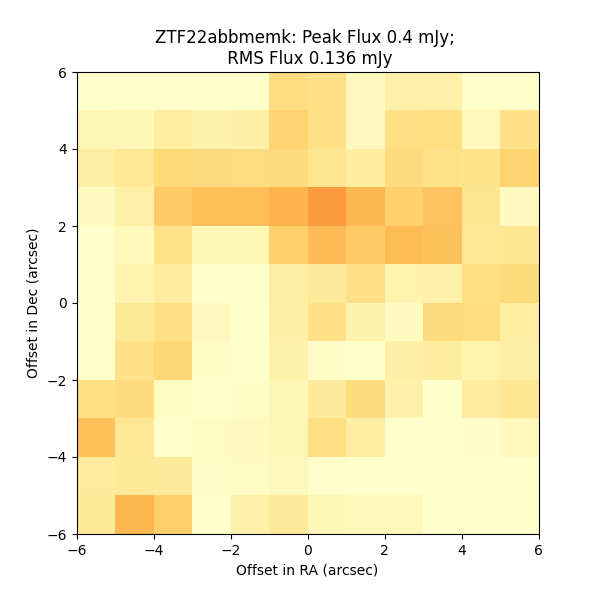 ZTF22abbmemk: Peak Flux 0.4 mJy;
RMS Flux 0.136 mJy
6
4
2
0
−2
−4
−6
Offset in Dec (arcsec)
−6 −4 −2 0 2 4 6
Offset in RA (arcsec)